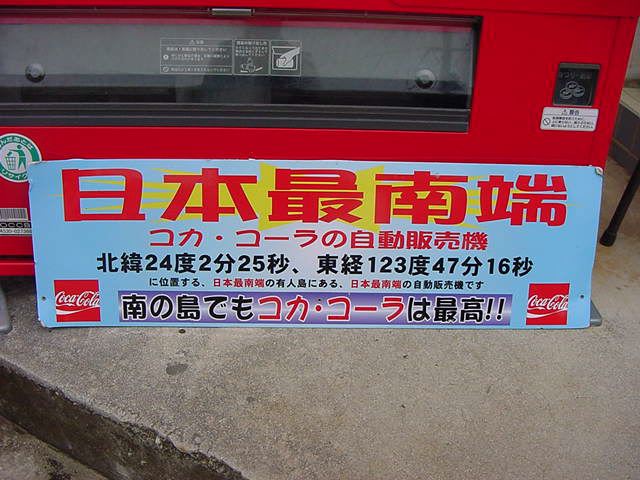 日本最南端
コカ・コーラの自動販売機
北緯24度2分25秒、東経123度47分16秒
に位置する、日本最南端の有人島にある、日本最南端の自動販売機です
Coca-Cola
南の島でもコカ・コーラは最高!!
Coca-Cola